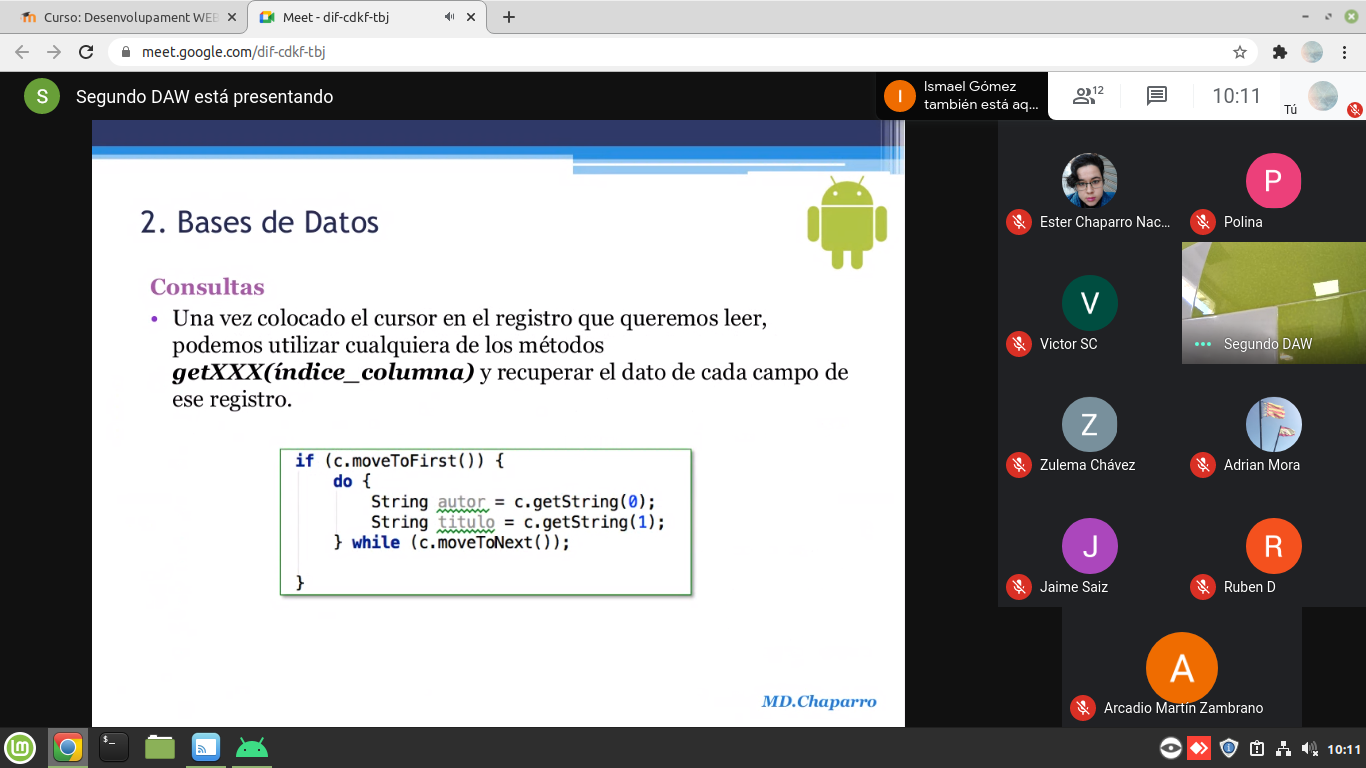 Curso: Desenvolupament WEB
Meet - dif-cdkf-tbj
meet.google.com/dif-cdkf-tbj
S
Segundo DAW está presentando
I
Ismael Gómez
también está aq...
12
10:11
Tú
2. Bases de Datos
Consultas
• Una vez colocado el cursor en el registro que queremos leer,
podemos utilizar cualquiera de los métodos
getXXX(índice_columna) y recuperar el dato de cada campo de
ese registro.
if (c.moveToFirst()) {
do {
String autor = c.getString(0);
String titulo = c.getString(1);
} while (c.moveToNext());
}
MD.Chaparro
Ester Chaparro Nac...
P
Polina
V
Victor SC
Segundo DAW
Z
Zulema Chávez
Adrian Mora
J
Jaime Saiz
R
Ruben D
A
Arcadio Martín Zambrano
10:11